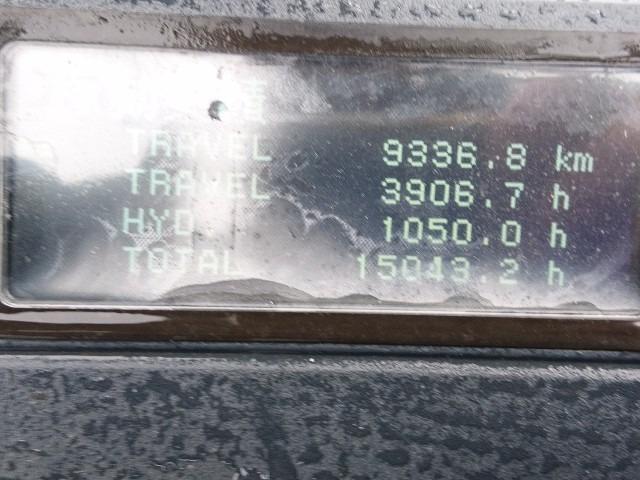 TRAVEL 9336.8 km
TRAVEL 3906.7 h
HYD. 1050.0 h
TOTAL 15043.2 h